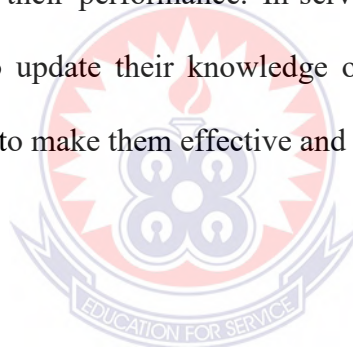 their performance. In serv
update their knowledge o
to make them effective and
EDUCATION FOR SERVICE